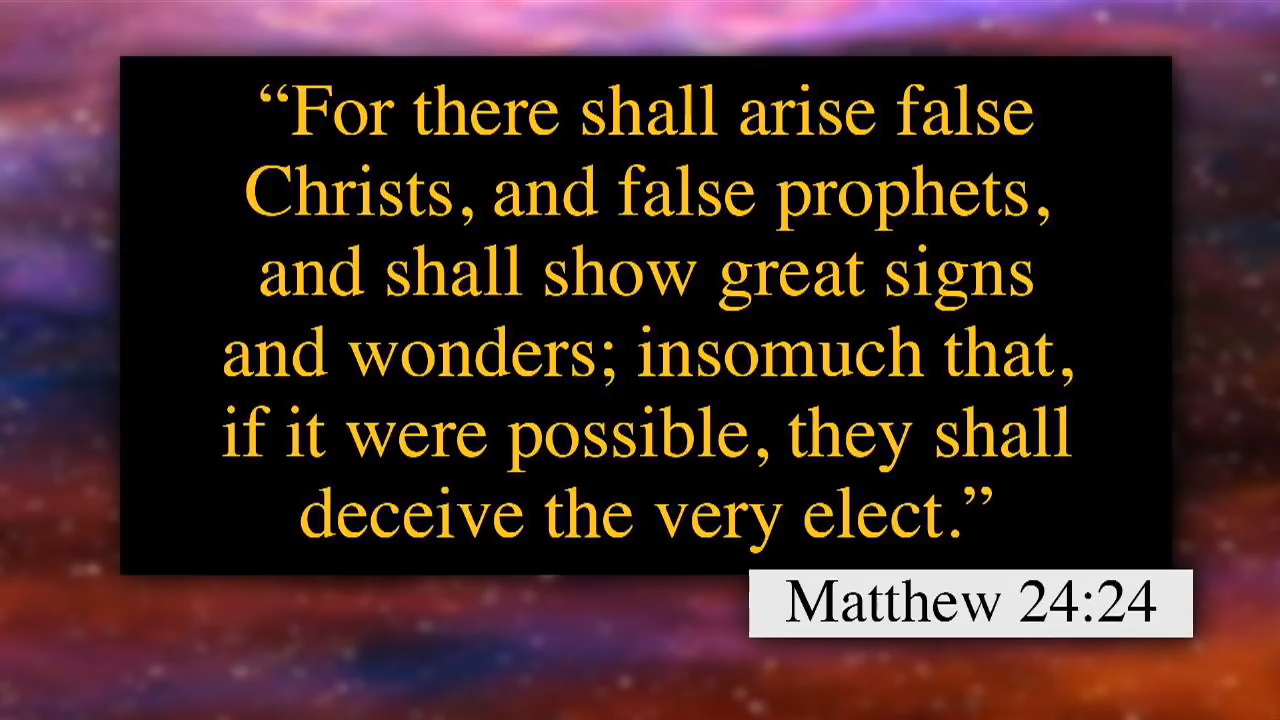 “For there shall arise false
Christs, and false prophets,
and shall show great signs
and wonders; insomuch that,
if it were possible, they shall
deceive the very elect.”
Matthew 24:24